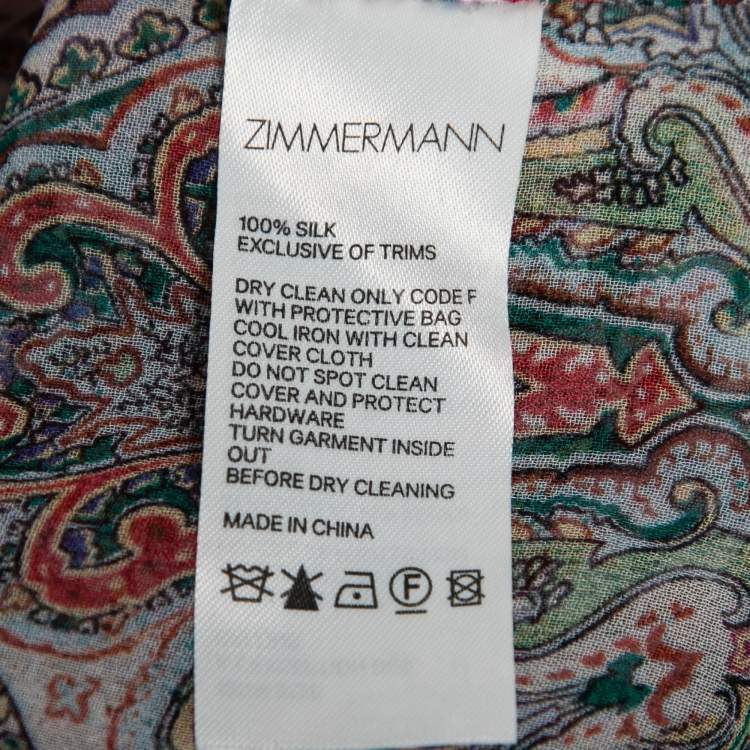 ZIMMERMANN
100% SILK
EXCLUSIVE OF TRIMS
DRY CLEAN ONLY CODE F
WITH PROTECTIVE BAG
COOL IRON WITH CLEAN
COVER CLOTH
DO NOT SPOT CLEAN
COVER AND PROTECT
HARDWARE
TURN GARMENT INSIDE
OUT
BEFORE DRY CLEANING
MADE IN CHINA
F